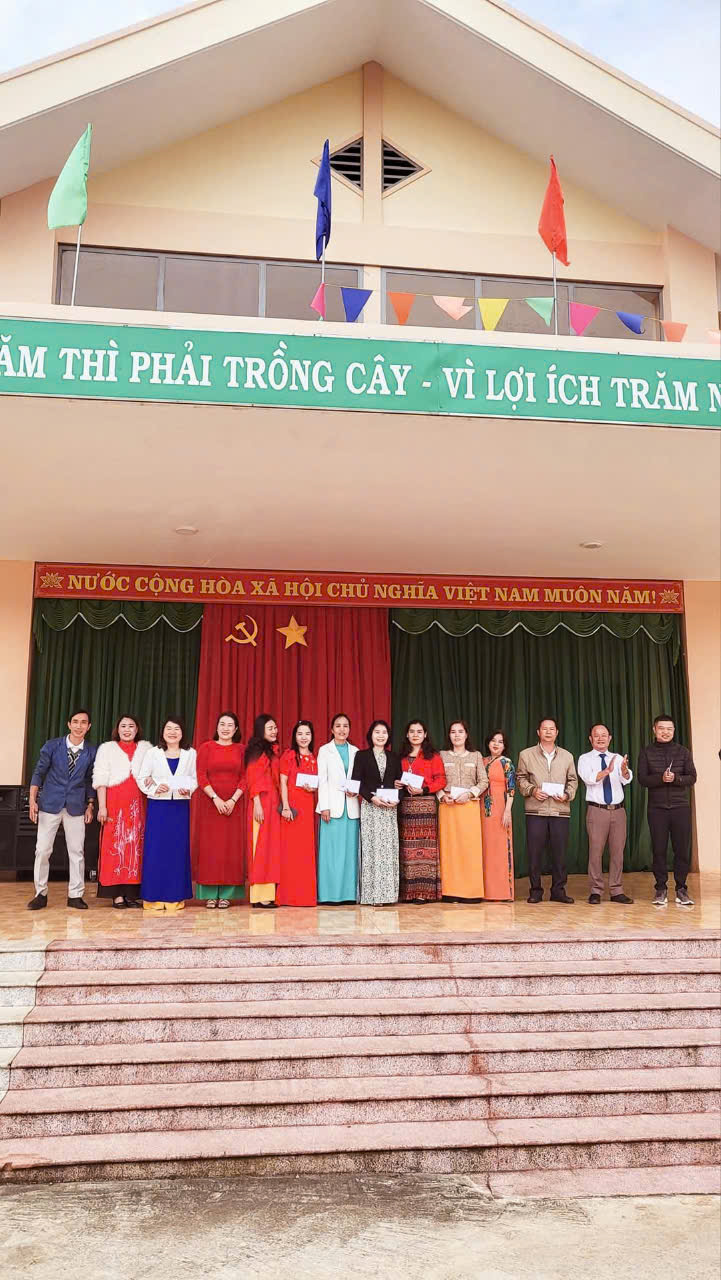 ĂM THÌ PHẢI TRỒNG CÂY - VÌ LỢI ÍCH TRĂM N
NƯỚC CỘNG HÒA XÃ HỘI CHỦ NGHĨA VIỆT NAM MUÔN NĂM!